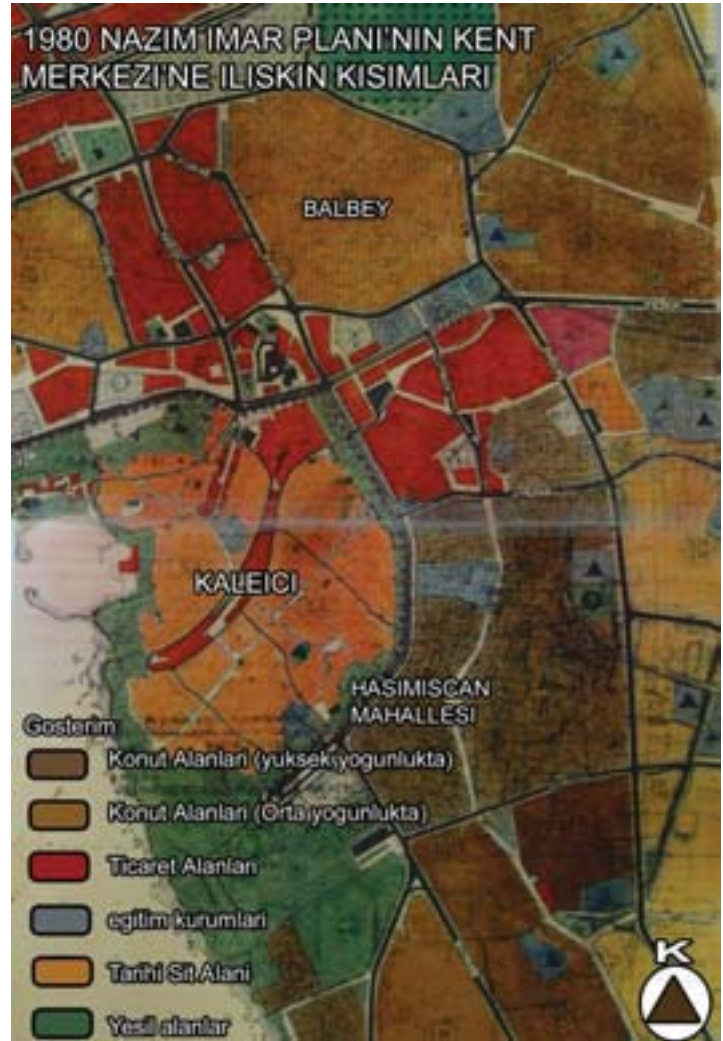 1980 NAZIM IMAR PLANI'NIN KENT
MERKEZI'NE ILISKIN KISIMLARI
BALBEY
KALEICI
HASIMISCAN
MAHALLESI
Gosterim
Konut Alanlari (yuksek yogunlukta)
Konut Alanlari (Orta yogunlukta)
Ticaret Alanlari
egitim kurumlari
Tarihi Sit Alani
Yesil alanlar
K